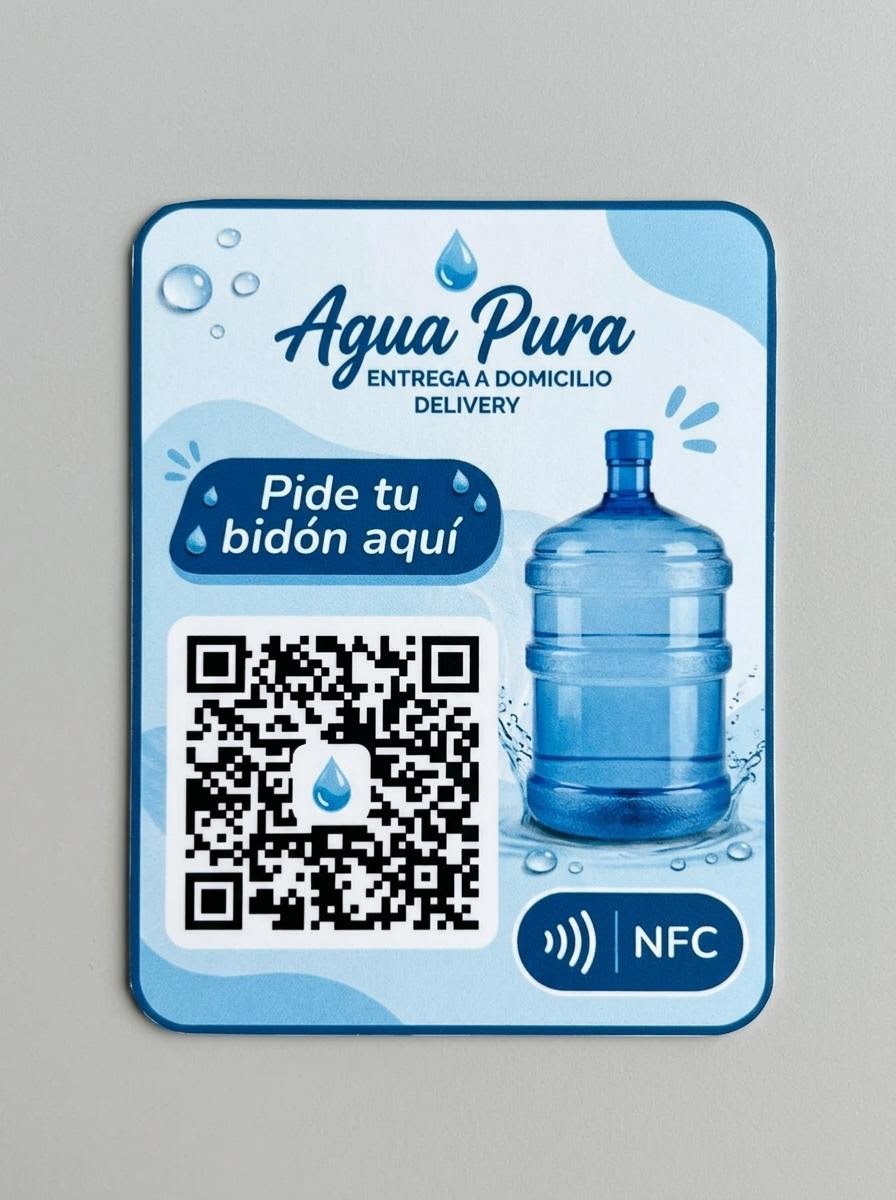 Agua Pura
ENTREGA A DOMICILIO
DELIVERY
Pide tu
bidón aquí
NFC